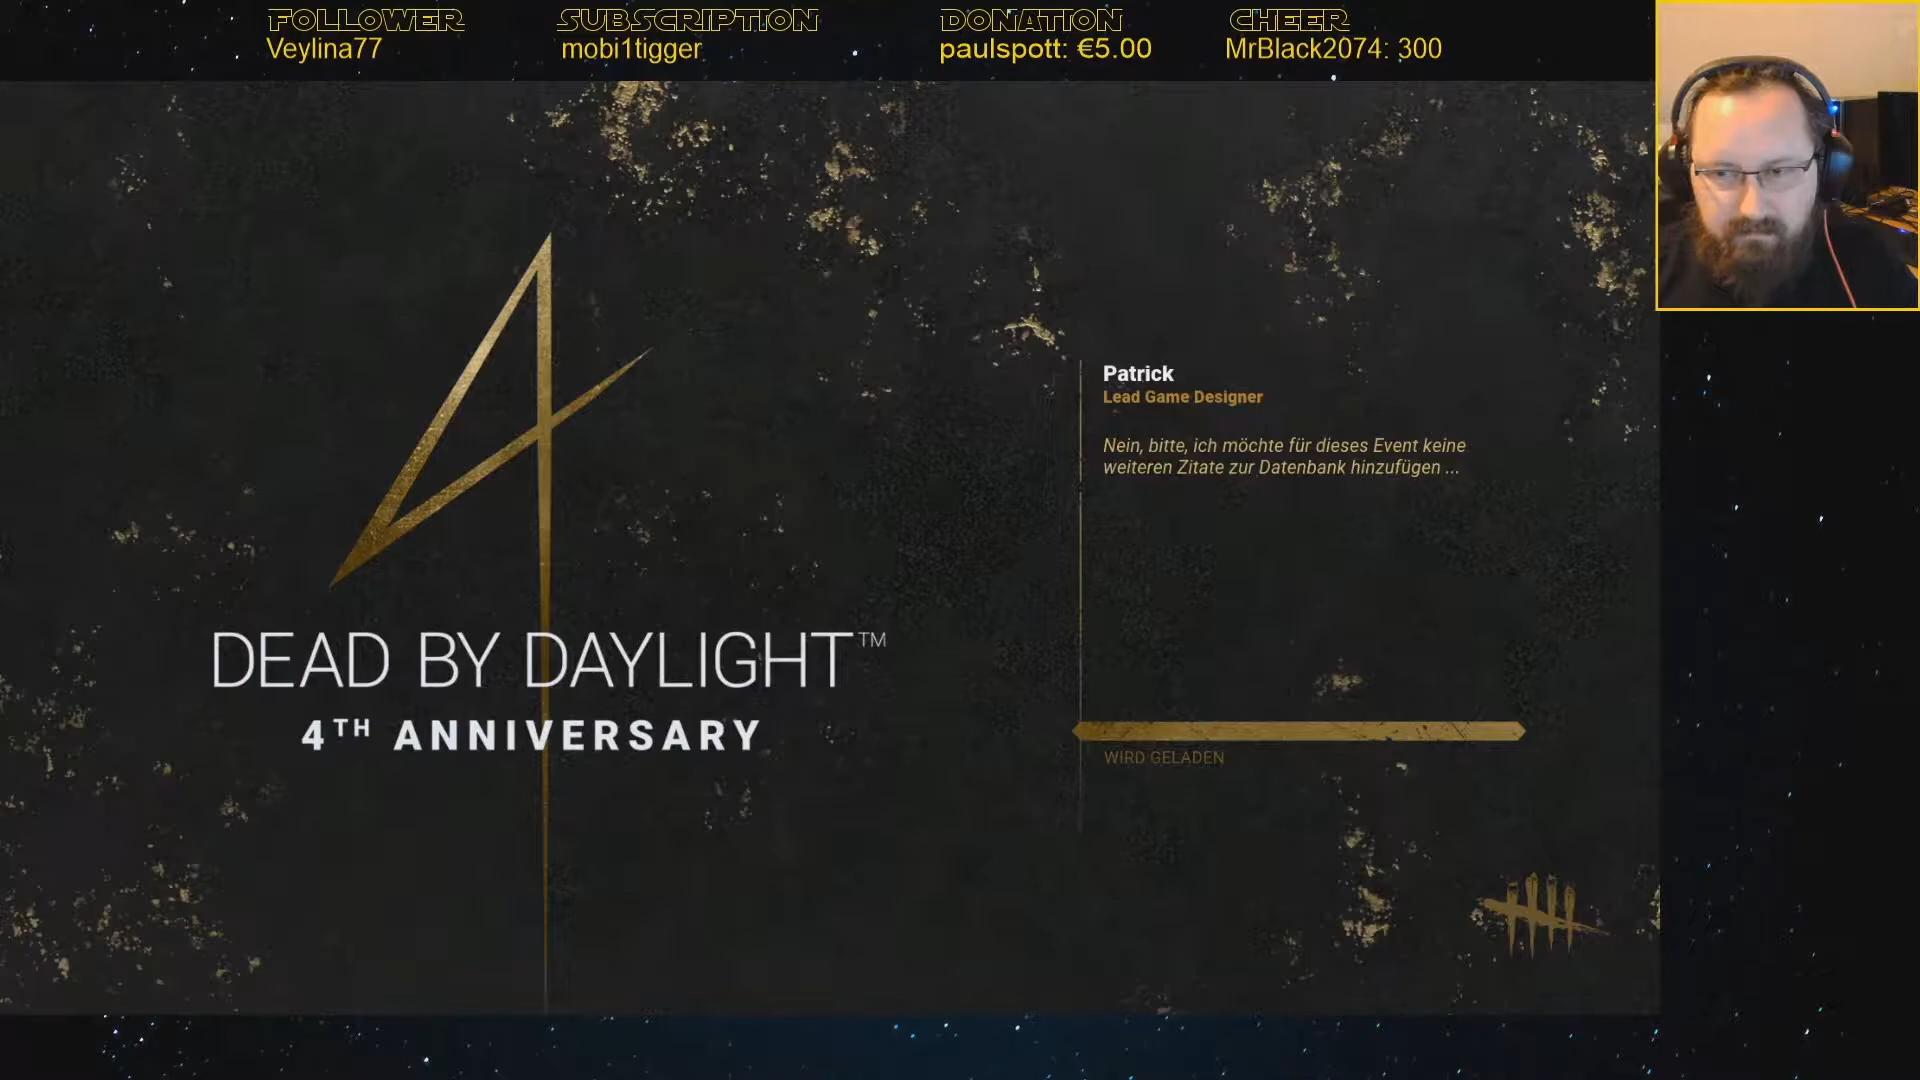 FOLLOWER
Veylina77
SUBSCRIPTION
mobi1tigger
DONATION
paulspott: €5.00
CHEER
MrBlack2074: 300
Patrick
Lead Game Designer
Nein, bitte, ich möchte für dieses Event keine
weiteren Zitate zur Datenbank hinzufügen ...
DEAD BY DAYLIGHT™
4TH ANNIVERSARY
WIRD GELADEN